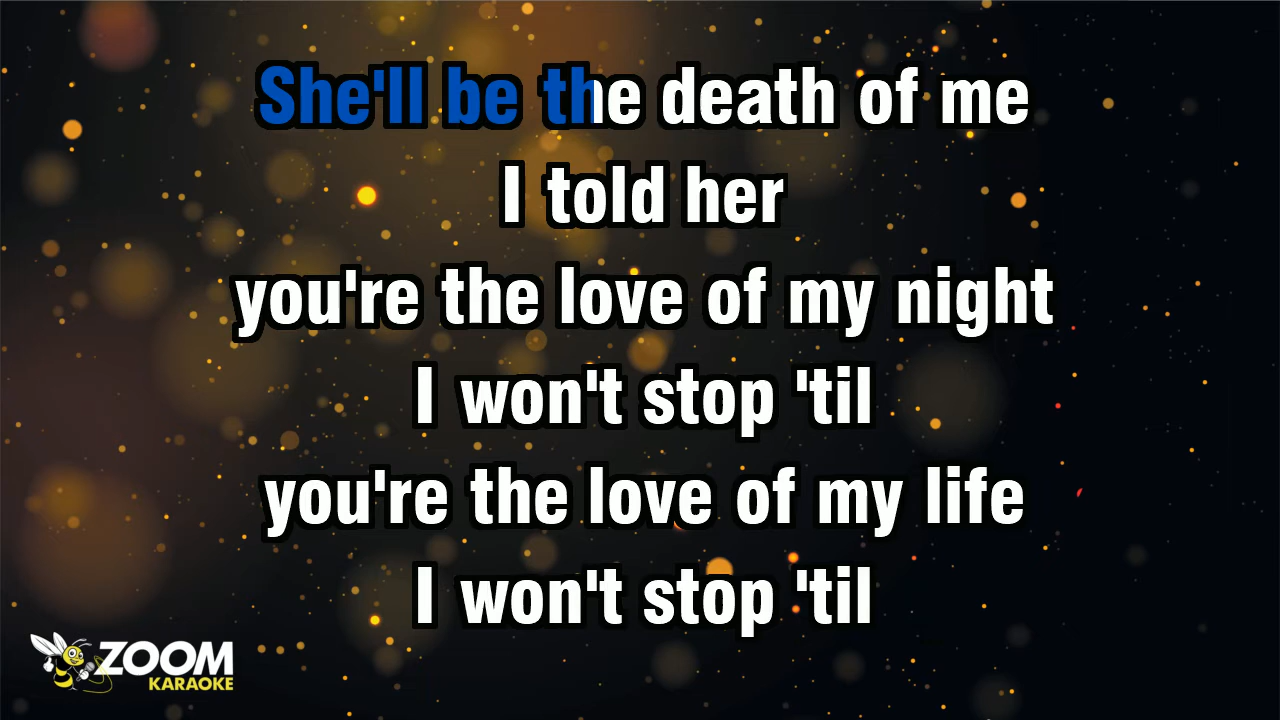 She'll be the death of me
I told her
you're the love of my night
I won't stop 'til
you're the love of my life
I won't stop 'til
ZOOM
KARAOKE